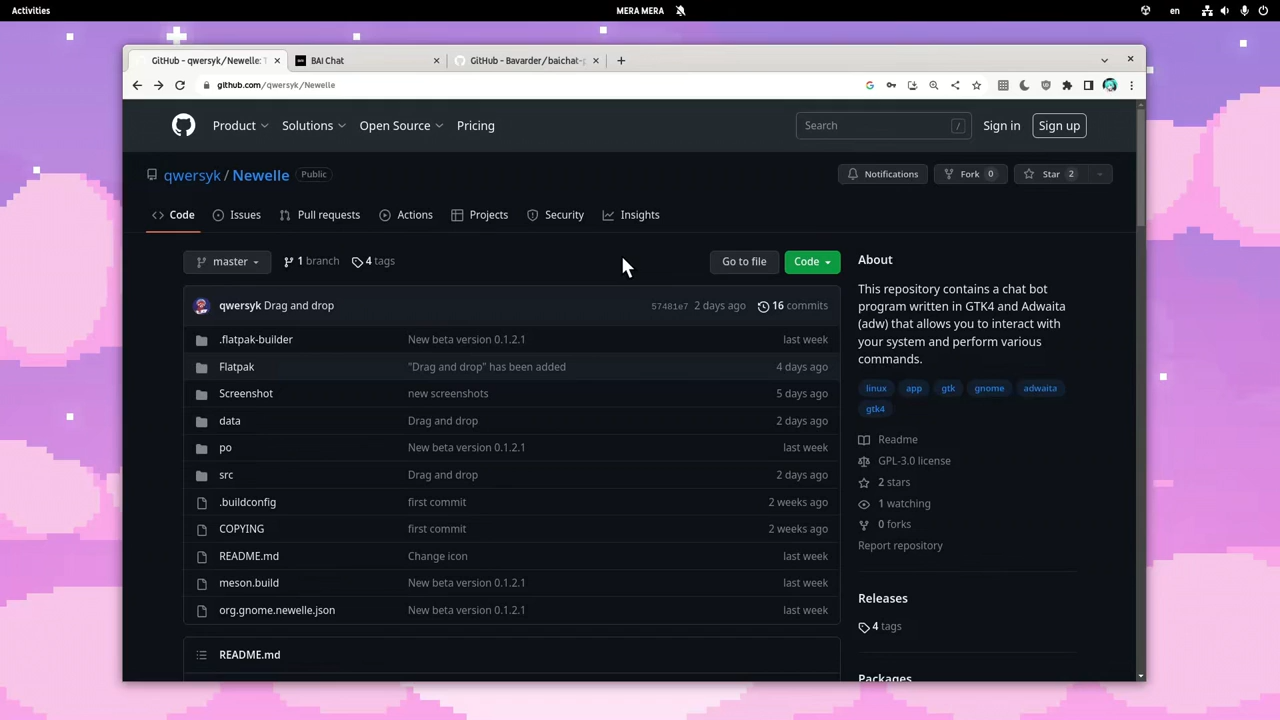 Activities
MERA MERA
en
GitHub - qwersyk/Newelle: T
BAI Chat
GitHub - Bavarder/baichat-p
github.com/qwersyk/Newelle
Product
Solutions
Open Source
Pricing
Search
/
Sign in
Sign up
qwersyk / Newelle
Public
Notifications
Fork 0
Star 2
Code
Issues
Pull requests
Actions
Projects
Security
Insights
master
1 branch
4 tags
Go to file
Code
qwersyk Drag and drop
57481e7 2 days ago
16 commits
.flatpak-builder
New beta version 0.1.2.1
last week
Flatpak
"Drag and drop" has been added
4 days ago
Screenshot
new screenshots
5 days ago
data
Drag and drop
2 days ago
po
New beta version 0.1.2.1
last week
src
Drag and drop
2 days ago
.buildconfig
first commit
2 weeks ago
COPYING
first commit
2 weeks ago
README.md
Change icon
last week
meson.build
New beta version 0.1.2.1
last week
org.gnome.newelle.json
New beta version 0.1.2.1
last week
README.md
About
This repository contains a chat bot
program written in GTK4 and Adwaita
(adw) that allows you to interact with
your system and perform various
commands.
linux
app
gtk
gnome
adwaita
gtk4
Readme
GPL-3.0 license
2 stars
1 watching
0 forks
Report repository
Releases
4 tags
Packages